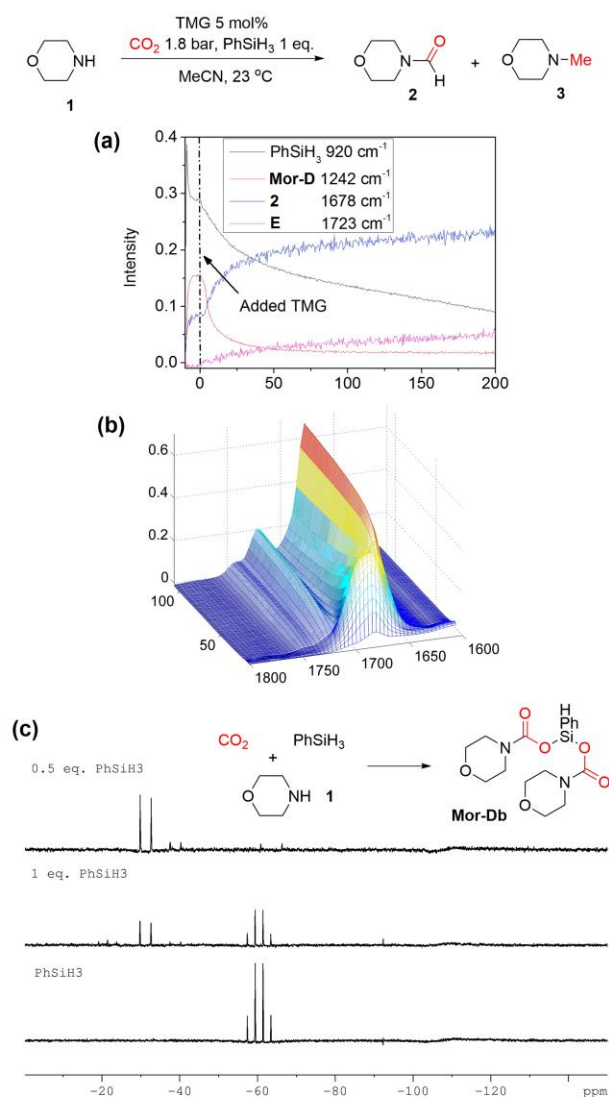 TMG 5 mol%
CO2 1.8 bar, PhSiH3 1 eq.
MeCN, 23 °C
O
NH
1
O
N
O
H
2
+
O
N–Me
3
(a)
PhSiH3 920 cm-1
Mor-D 1242 cm-1
2 1678 cm-1
E 1723 cm-1
Added TMG
Intensity
0.4
0.3
0.2
0.1
0.0
0 50 100 150 200
(b)
0.6
0.4
0.2
0
100
50
1800 1750 1700 1650 1600
(c)
CO2 PhSiH3
+
O NH 1
O
H
Ph
N O Si O
O N O
Mor-Db
0.5 eq. PhSiH3
1 eq. PhSiH3
PhSiH3
-20 -40 -60 -80 -100 -120 ppm